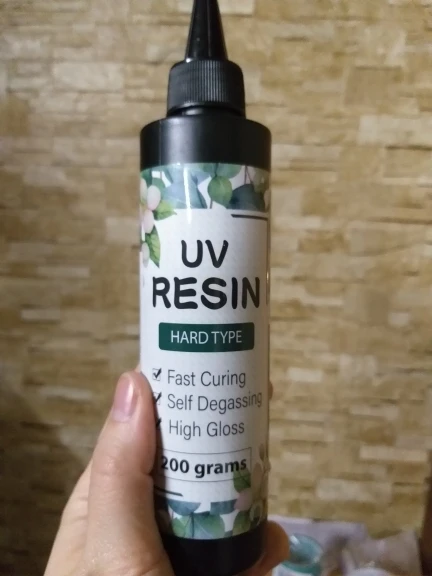 UV
RESIN
HARD TYPE
Fast Curing
Self Degassing
High Gloss
200 grams